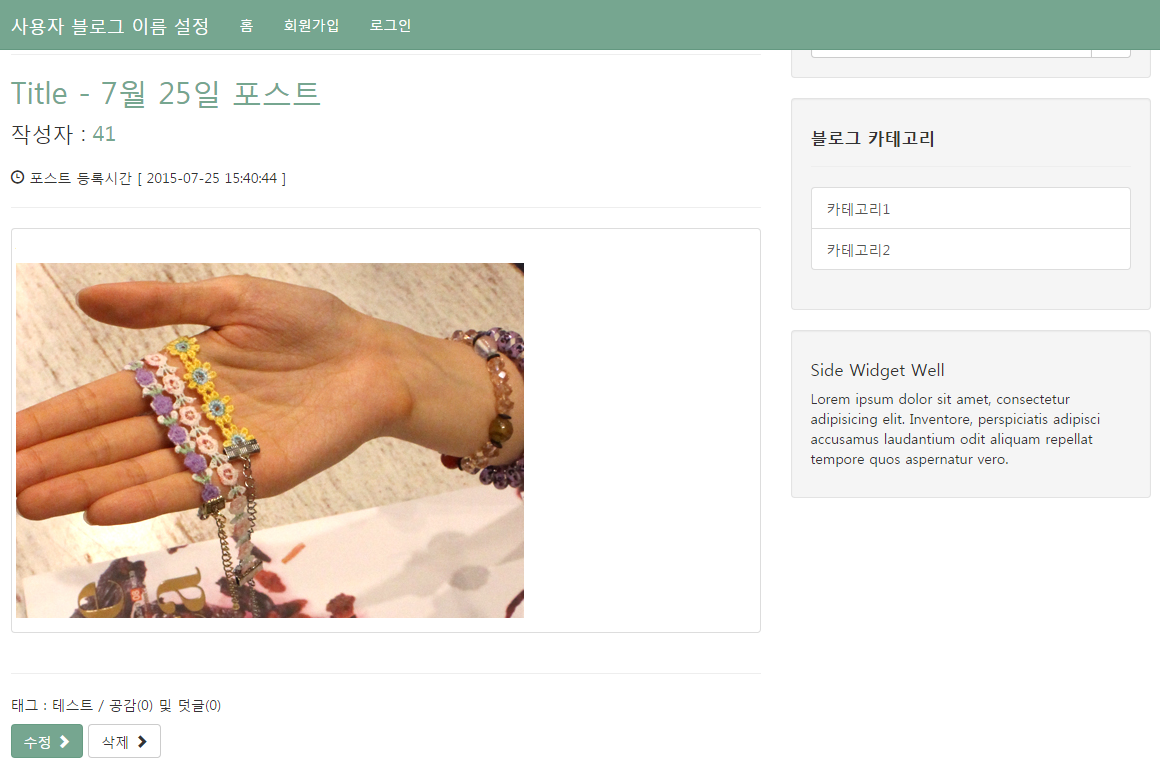 사용자 블로그 이름 설정 홈 회원가입 로그인
Title - 7월 25일 포스트
작성자 : 41
포스트 등록시간 [ 2015-07-25 15:40:44 ]
태그 : 테스트 / 공감(0) 및 덧글(0)
수정 삭제
블로그 카테고리
카테고리1
카테고리2
Side Widget Well
Lorem ipsum dolor sit amet, consectetur
adipisicing elit. Inventore, perspiciatis adipisci
accusamus laudantium odit aliquam repellat
tempore quos aspernatur vero.